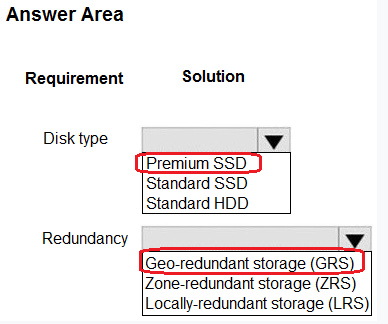 Answer Area
Requirement Solution
Disk type
Premium SSD
Standard SSD
Standard HDD
Redundancy
Geo-redundant storage (GRS)
Zone-redundant storage (ZRS)
Locally-redundant storage (LRS)